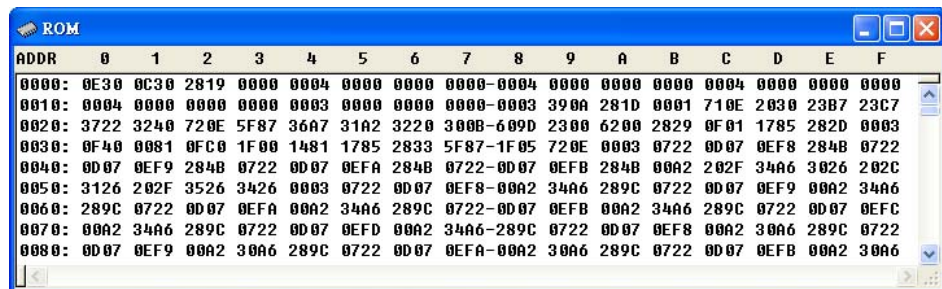 ROM
ADDR 0 1 2 3 4 5 6 7 8 9 A B C D E F
0000: 0E30 0C30 2819 0000 0004 0000 0000 0000-0004 0000 0000 0000 0004 0000 0000 0000
0010: 0004 0000 0000 0000 0003 0000 0000 0000-0003 390A 281D 0001 710E 2030 23B7 23C7
0020: 3722 3240 720E 5F87 36A7 31A2 3220 300B-609D 2300 6200 2829 0F01 1785 282D 0003
0030: 0F40 0081 0FC0 1F00 1481 1785 2833 5F87-1F05 720E 0003 0722 0D07 0EF8 284B 0722
0040: 0D07 0EF9 284B 0722 0D07 0EFA 284B 0722-0D07 0EFB 284B 00A2 202F 34A6 3026 202C
0050: 3126 202F 3526 3426 0003 0722 0D07 0EF8-00A2 34A6 289C 0722 0D07 0EF9 00A2 34A6
0060: 289C 0722 0D07 0EFA 00A2 34A6 289C 0722-0D07 0EFB 00A2 34A6 289C 0722 0D07 0EFC
0070: 00A2 34A6 289C 0722 0D07 0EFD 00A2 34A6-289C 0722 0D07 0EF8 00A2 30A6 289C 0722
0080: 0D07 0EF9 00A2 30A6 289C 0722 0D07 0EFA-00A2 30A6 289C 0722 0D07 0EFB 00A2 30A6